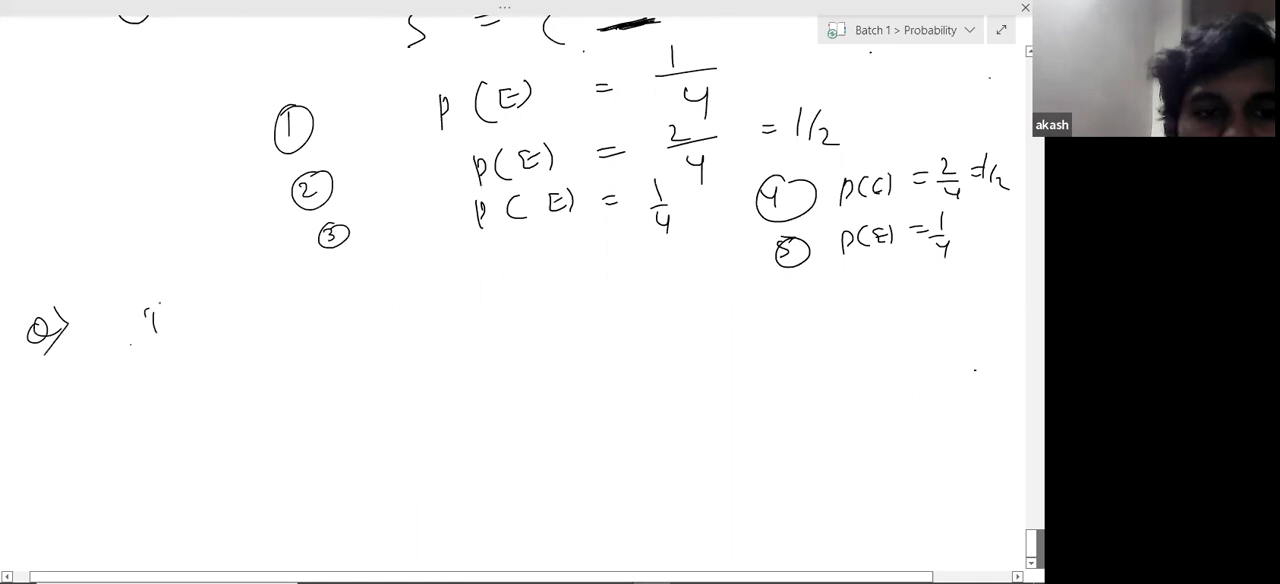 Batch 1 > Probability
akash
S = {
① P(E) = 1/4
② P(E) = 2/4 = 1/2
③ P(E) = 1/4
④ P(E) = 2/4 = 1/2
⑤ P(E) = 1/4
Q)